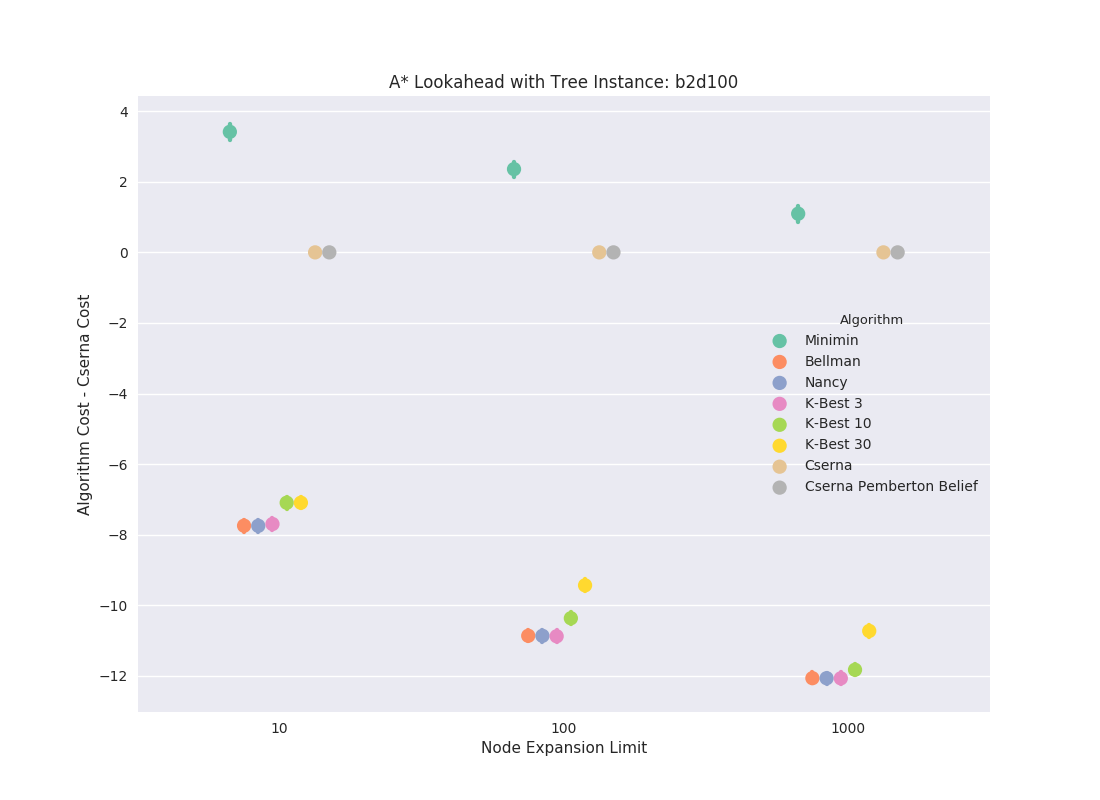 A* Lookahead with Tree Instance: b2d100
4
2
0
−2
−4
−6
−8
−10
−12
Algorithm Cost - Cserna Cost
Algorithm
Minimin
Bellman
Nancy
K-Best 3
K-Best 10
K-Best 30
Cserna
Cserna Pemberton Belief
10 100 1000
Node Expansion Limit